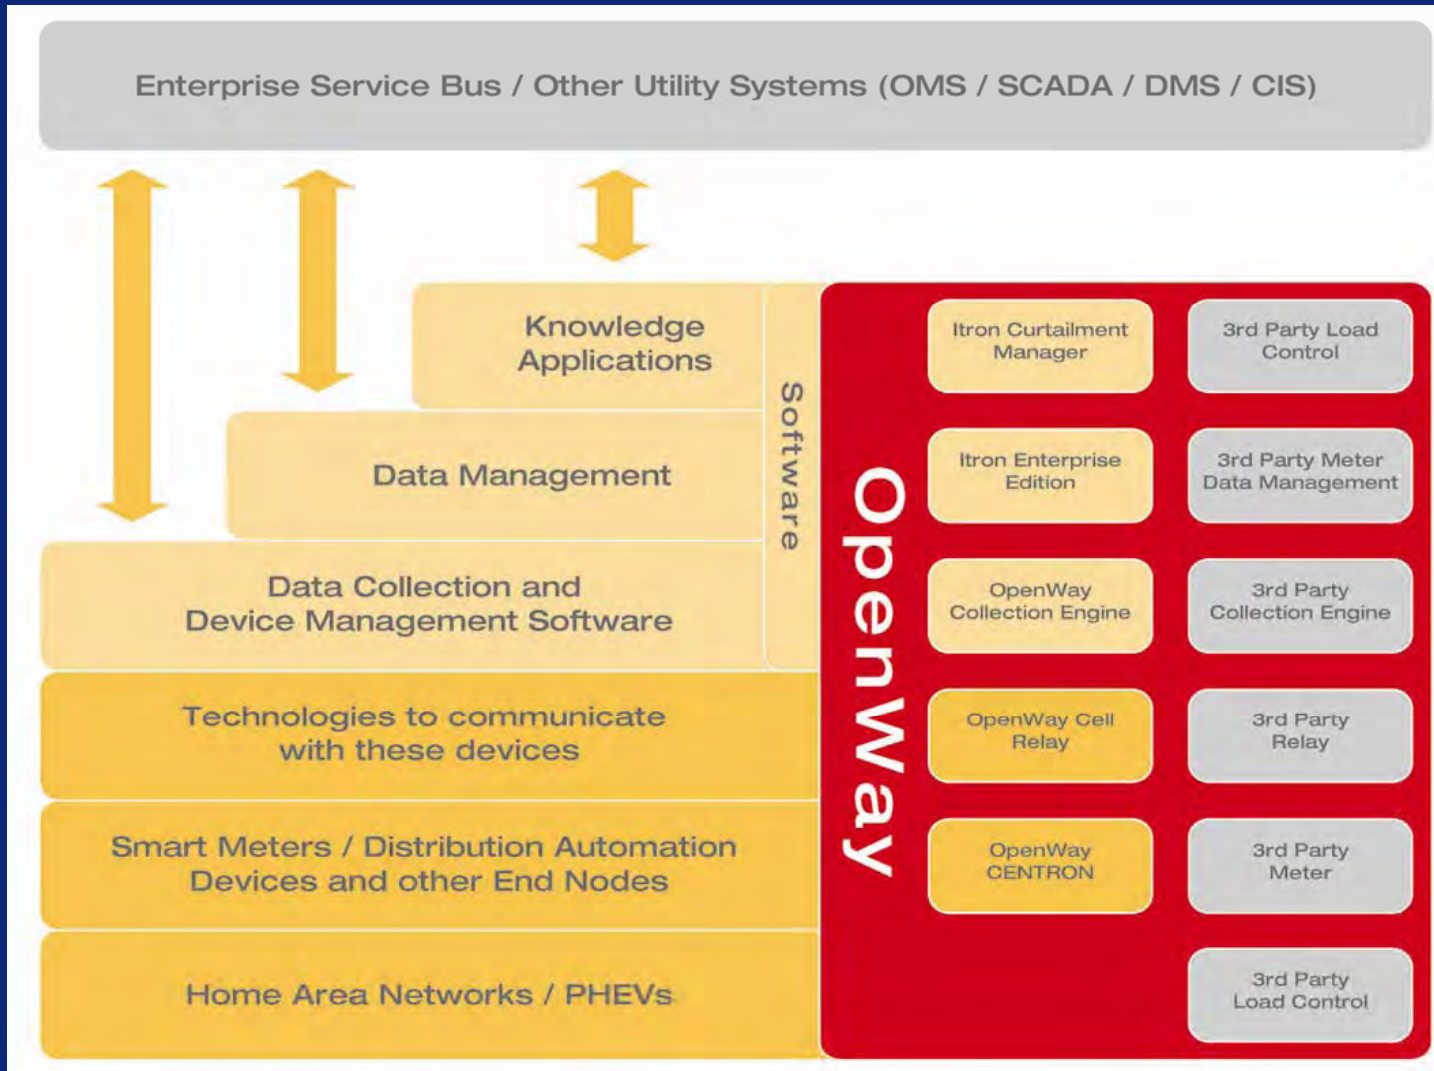 Enterprise Service Bus / Other Utility Systems (OMS / SCADA / DMS / CIS)
Knowledge
Applications
Data Management
Data Collection and
Device Management Software
Software
Technologies to communicate
with these devices
Smart Meters / Distribution Automation
Devices and other End Nodes
Home Area Networks / PHEVs
OpenWay
Itron Curtailment
Manager
3rd Party Load
Control
Itron Enterprise
Edition
3rd Party Meter
Data Management
OpenWay
Collection Engine
3rd Party
Collection Engine
OpenWay Cell
Relay
3rd Party
Relay
OpenWay
CENTRON
3rd Party
Meter
3rd Party
Load Control